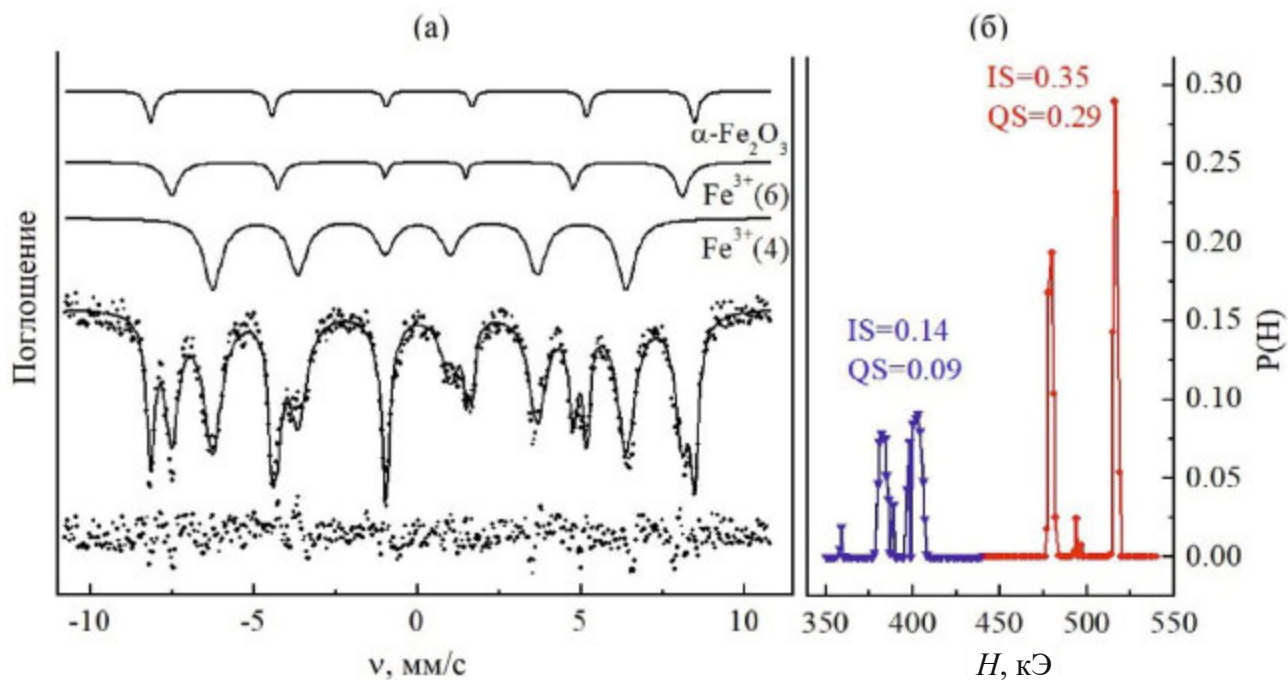 (а)
α-Fe₂O₃
Fe³⁺(6)
Fe³⁺(4)
Поглощение
-10 -5 0 5 10
ν, мм/с
(б)
IS=0.35
QS=0.29
IS=0.14
QS=0.09
0.30
0.25
0.20
0.15
0.10
0.05
0.00
P(H)
350 400 450 500 550
H, кЭ